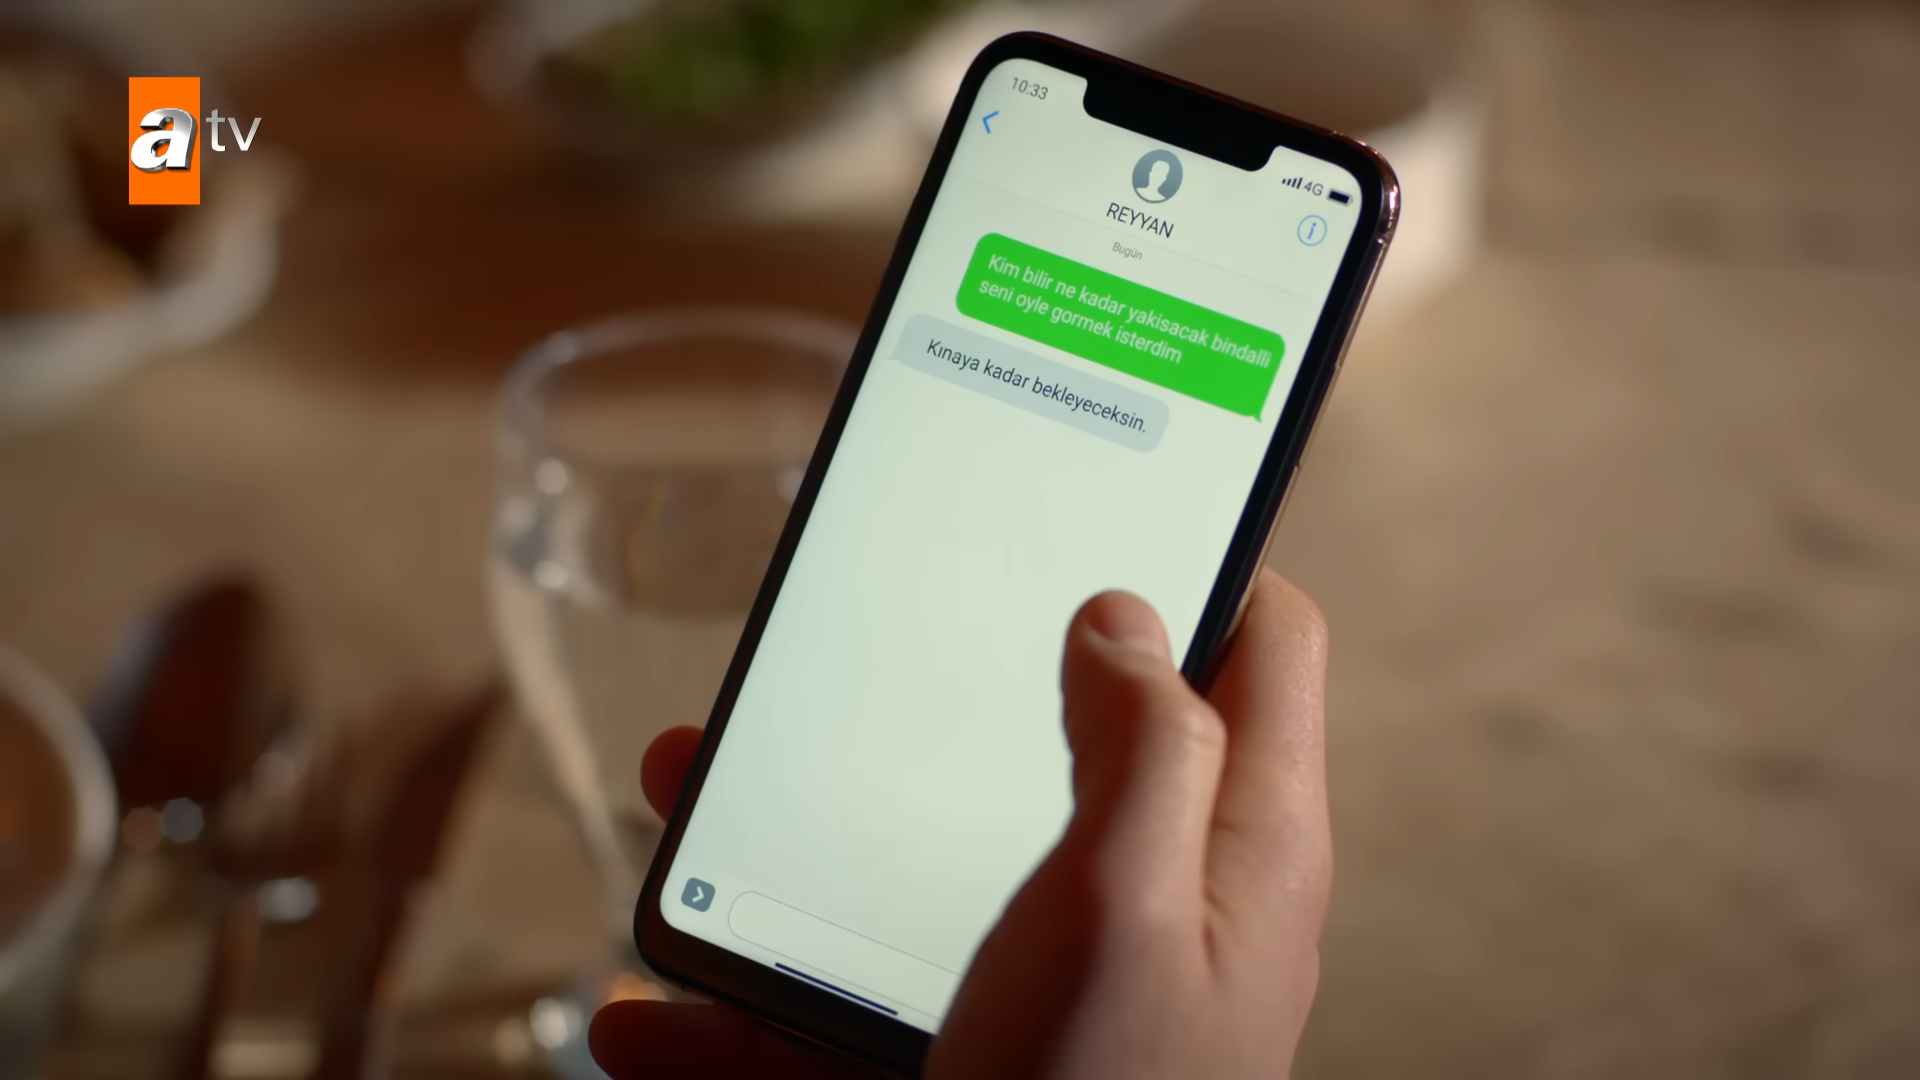 atv
10:33
4G
REYYAN
Bugün
Kim bilir ne kadar yakisacak bindalli
seni oyle gormek isterdim
Kınaya kadar bekleyeceksin.